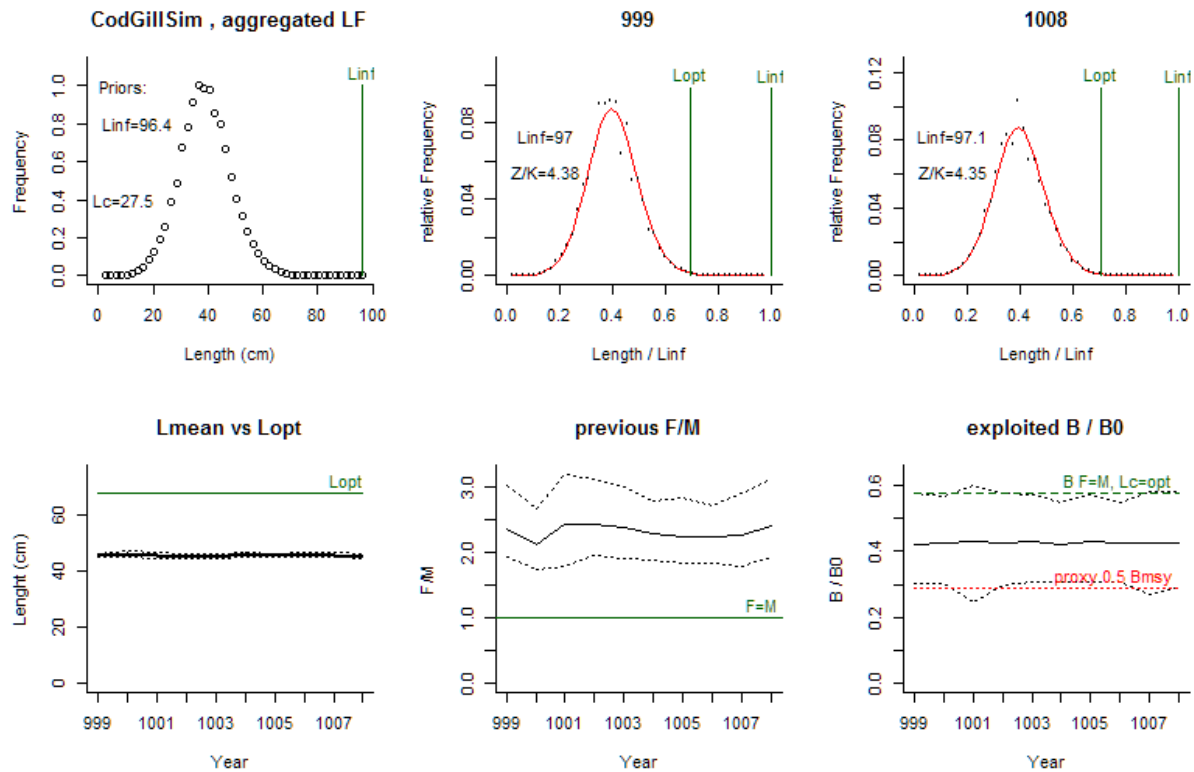 CodGillSim , aggregated LF
Frequency
1.0
0.8
0.6
0.4
0.2
0.0
Priors:
Linf=96.4
Lc=27.5
Linf
0 20 40 60 80 100
Length (cm)
999
relative Frequency
0.08
0.04
0.00
Linf=97
Z/K=4.38
Lopt
Linf
0.0 0.2 0.4 0.6 0.8 1.0
Length / Linf
1008
relative Frequency
0.12
0.08
0.04
0.00
Linf=97.1
Z/K=4.35
Lopt
Linf
0.0 0.2 0.4 0.6 0.8 1.0
Length / Linf
Lmean vs Lopt
Lenght (cm)
60
40
20
0
Lopt
999 1001 1003 1005 1007
Year
previous F/M
F /M
3.0
2.0
1.0
0.0
F=M
999 1001 1003 1005 1007
Year
exploited B / B0
B / B0
0.6
0.4
0.2
0.0
B F=M, Lc=opt
proxy 0.5 Bmsy
999 1001 1003 1005 1007
Year